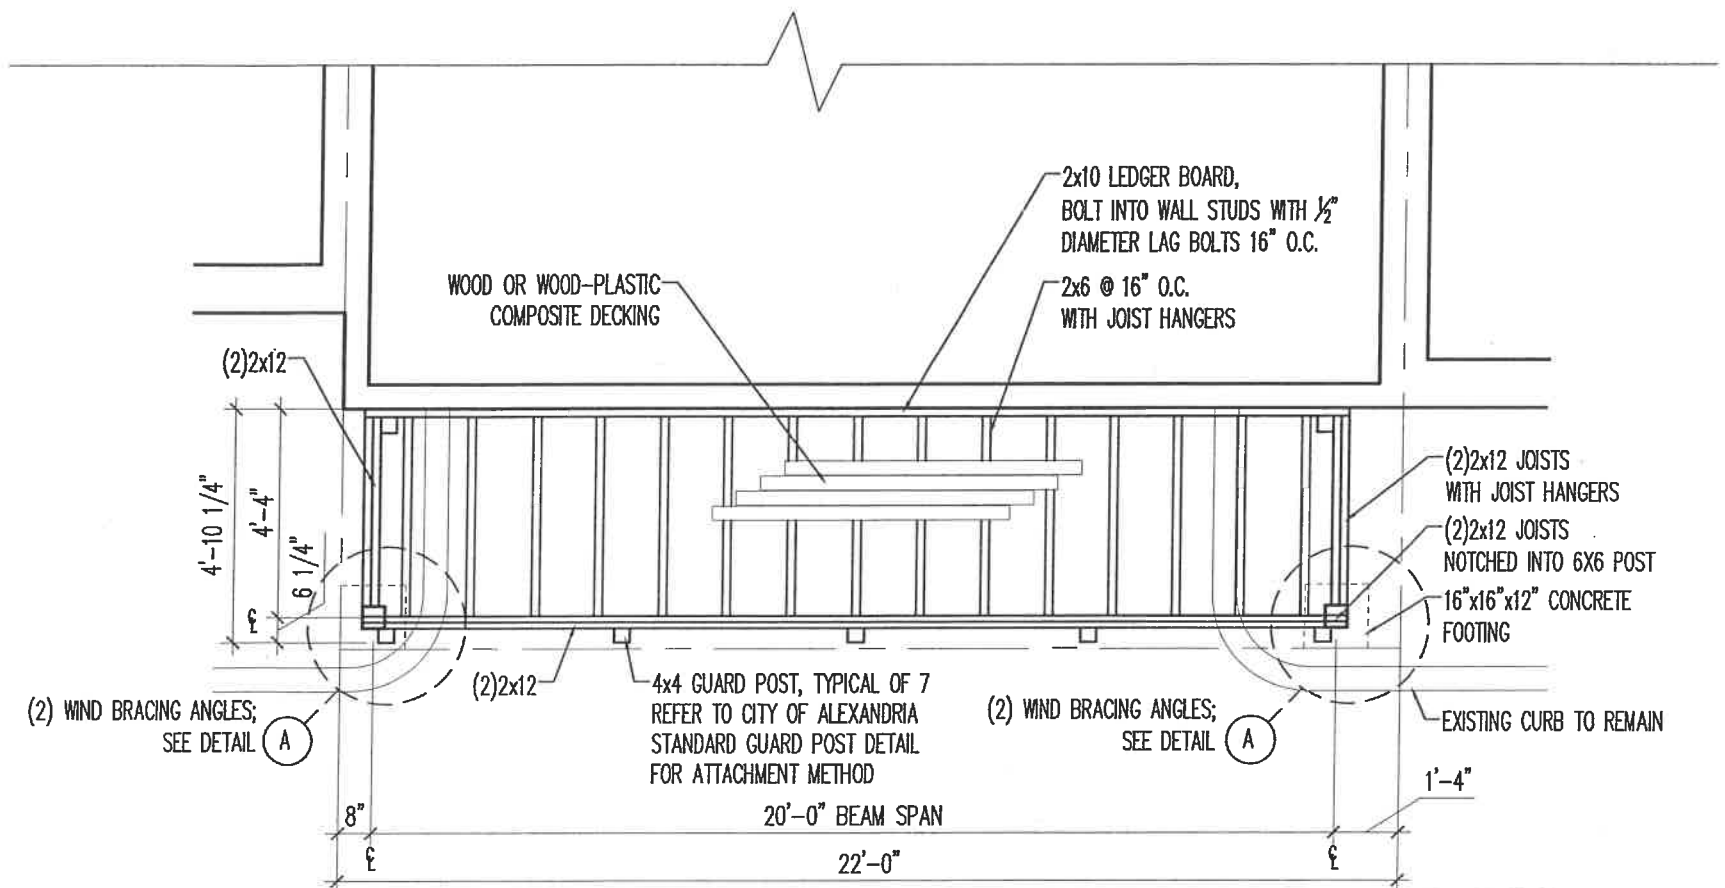 2x10 LEDGER BOARD,
BOLT INTO WALL STUDS WITH ½"
DIAMETER LAG BOLTS 16" O.C.
WOOD OR WOOD-PLASTIC
COMPOSITE DECKING
2x6 @ 16" O.C.
WITH JOIST HANGERS
(2)2x12
4'-10 1/4"
4'-4"
6 1/4"
℄
(2)2x12 JOISTS
WITH JOIST HANGERS
(2)2x12 JOISTS
NOTCHED INTO 6X6 POST
16"x16"x12" CONCRETE
FOOTING
(2)2x12
4x4 GUARD POST, TYPICAL OF 7
REFER TO CITY OF ALEXANDRIA
STANDARD GUARD POST DETAIL
FOR ATTACHMENT METHOD
(2) WIND BRACING ANGLES;
SEE DETAIL A
(2) WIND BRACING ANGLES;
SEE DETAIL A
EXISTING CURB TO REMAIN
1'-4"
8"
20'-0" BEAM SPAN
℄
℄
22'-0"